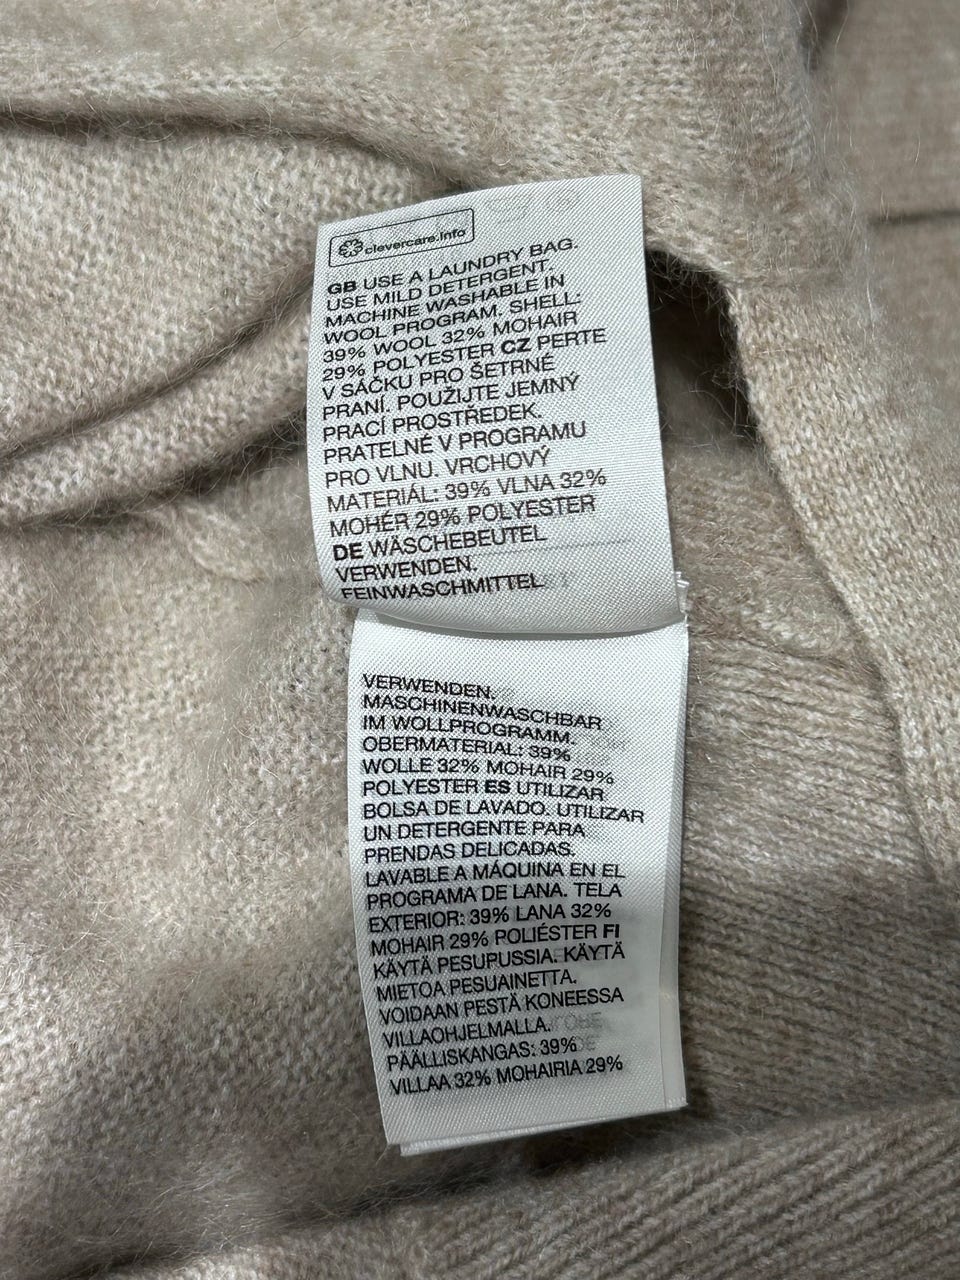 clevercare.info
GB USE A LAUNDRY BAG.
USE MILD DETERGENT.
MACHINE WASHABLE IN
WOOL PROGRAM. SHELL:
39% WOOL 32% MOHAIR
29% POLYESTER CZ PERTE
V SÁČKU PRO ŠETRNÉ
PRANÍ. POUŽIJTE JEMNÝ
PRACÍ PROSTŘEDEK.
PRATELNÉ V PROGRAMU
PRO VLNU. VRCHOVÝ
MATERIÁL: 39% VLNA 32%
MOHÉR 29% POLYESTER
DE WÄSCHEBEUTEL
VERWENDEN.
FEINWASCHMITTEL
VERWENDEN.
MASCHINENWASCHBAR
IM WOLLPROGRAMM.
OBERMATERIAL: 39%
WOLLE 32% MOHAIR 29%
POLYESTER ES UTILIZAR
BOLSA DE LAVADO. UTILIZAR
UN DETERGENTE PARA
PRENDAS DELICADAS.
LAVABLE A MÁQUINA EN EL
PROGRAMA DE LANA. TELA
EXTERIOR: 39% LANA 32%
MOHAIR 29% POLIÉSTER FI
KÄYTÄ PESUPUSSIA. KÄYTÄ
MIETOA PESUAINETTA.
VOIDAAN PESTÄ KONEESSA
VILLAOHJELMALLA.
PÄÄLLISKANGAS: 39%
VILLAA 32% MOHAIRIA 29%